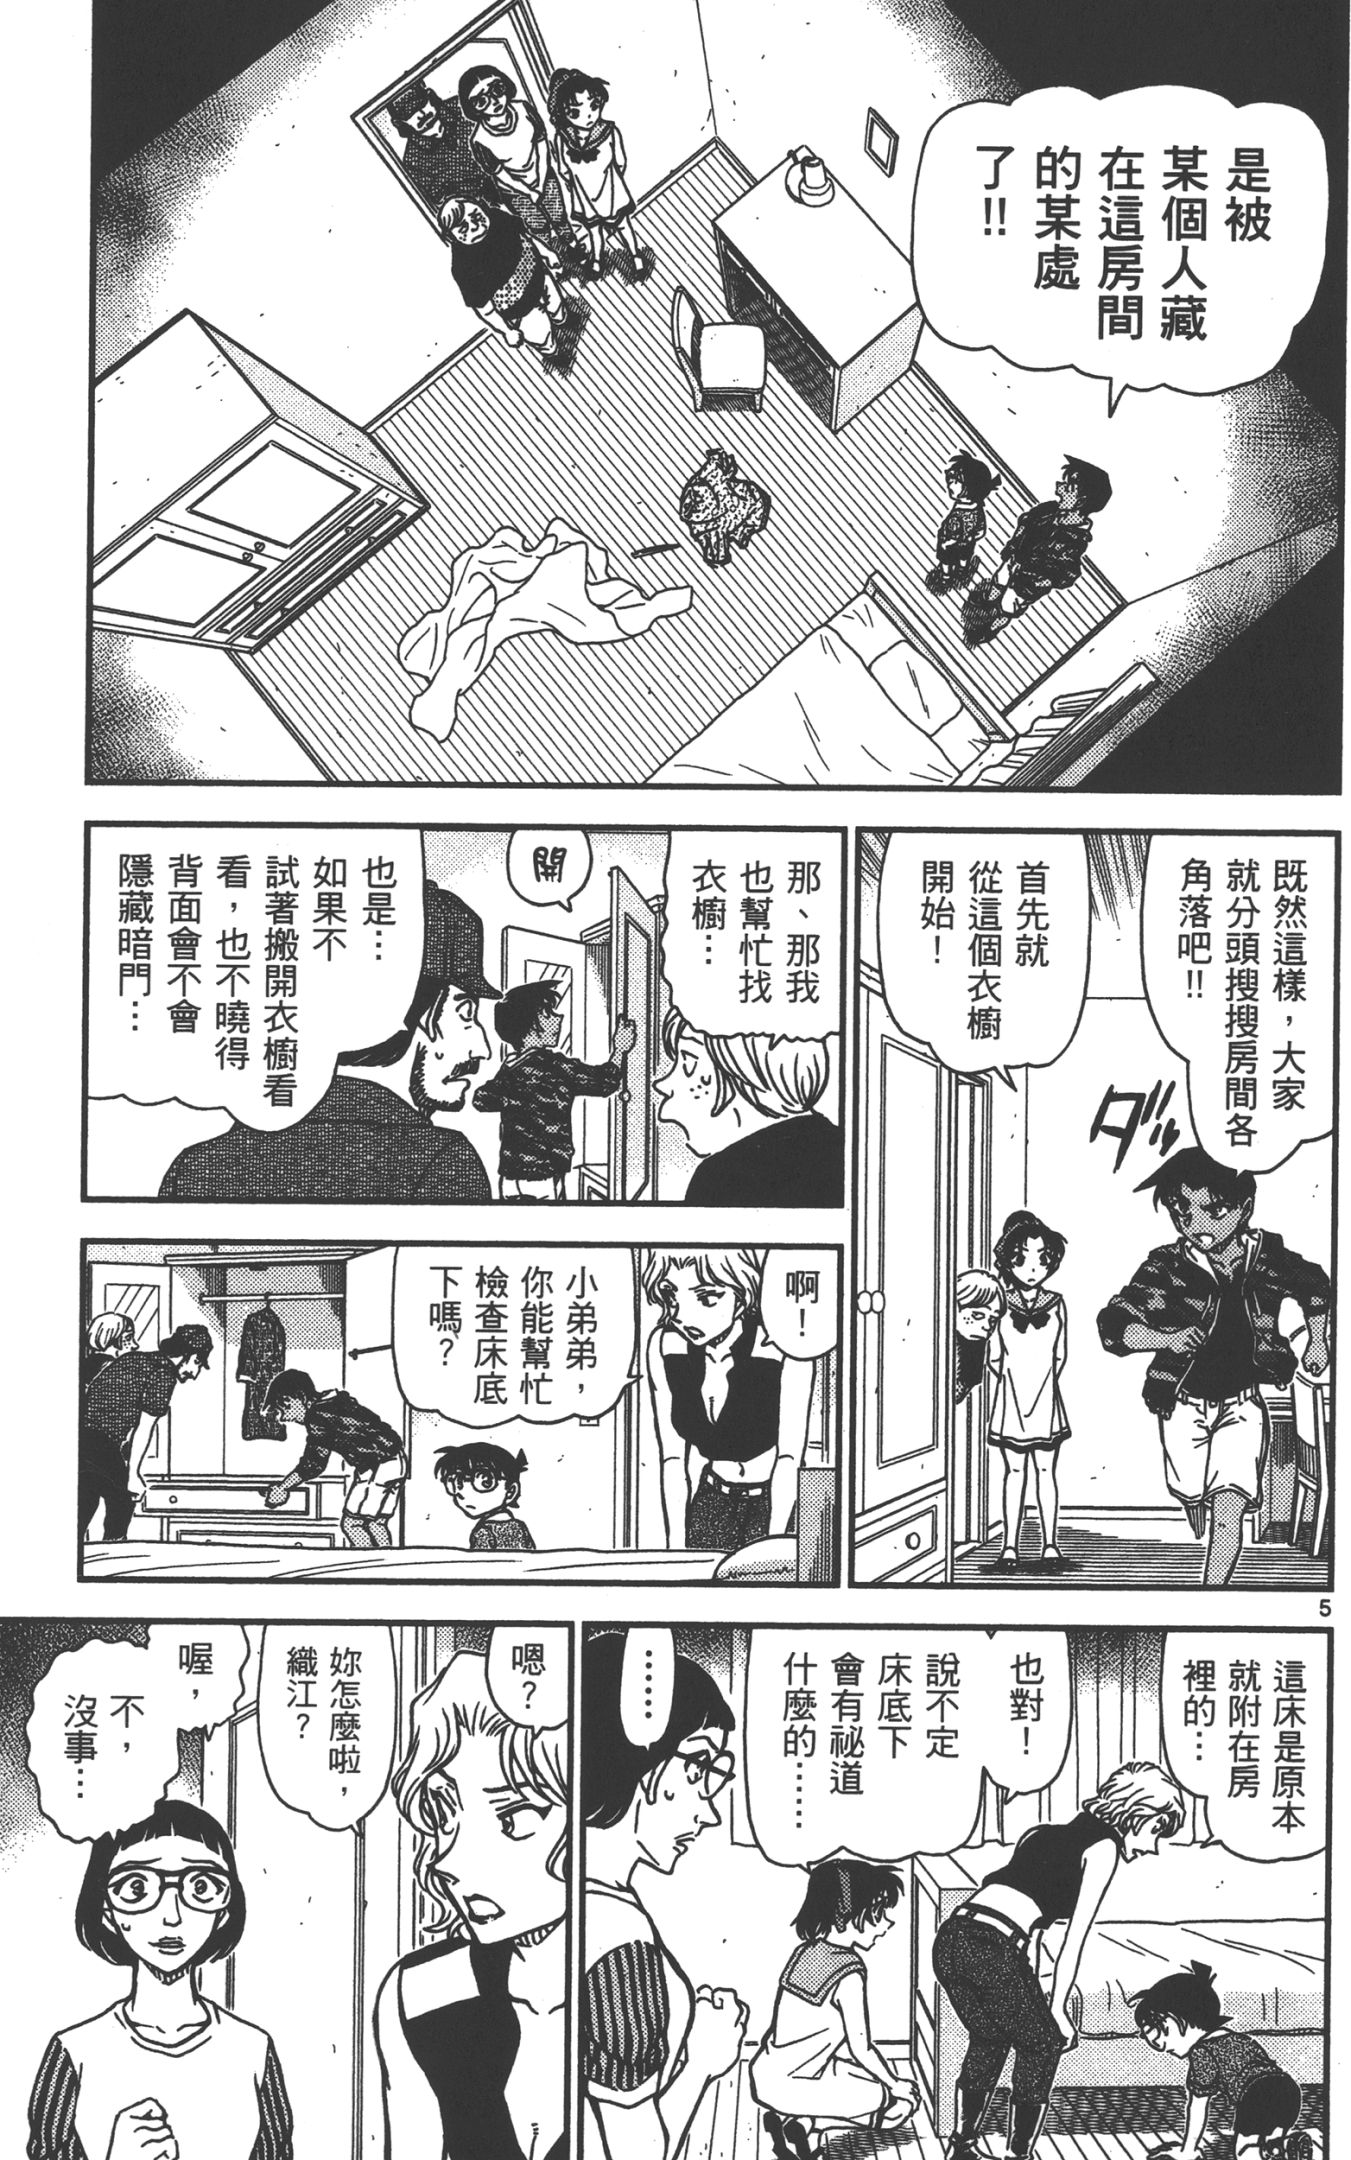 是被
某個人藏
在這房間
的某處
了!!
既然這樣，大家
就分頭搜搜房間各
角落吧!!
首先就
從這個衣櫥
開始！
ダッ
那、那我
也幫忙找
衣櫥…
開
也是…
如果不
試著搬開衣櫥看
看，也不曉得
背面會不會
隱藏暗門…
啊！
小弟弟，
你能幫忙
檢查床底
下嗎？
5
這床是原本
就附在房
裡的…
也對！
說不定
床底下
會有祕道
什麼的……
……
嗯？
妳怎麼啦，
織江？
喔，
不，
沒事…